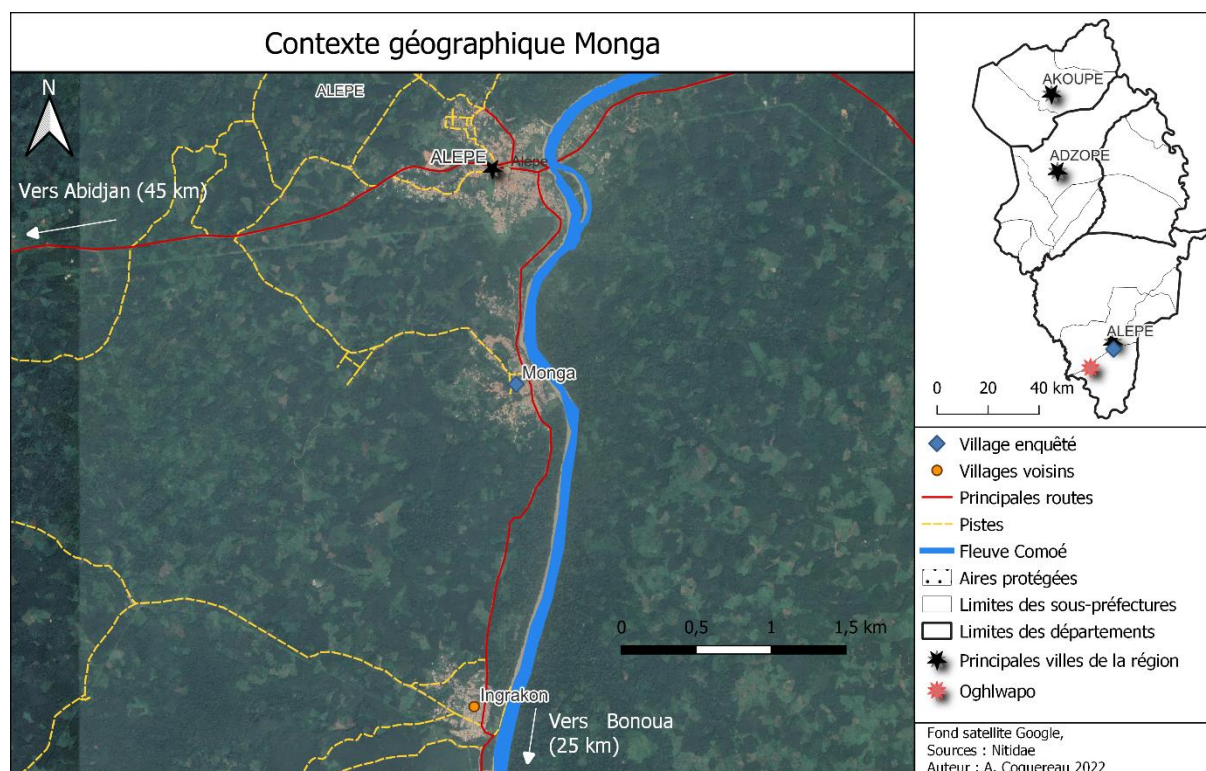 Contexte géographique Monga
N
ALEPE
ALEPE
Alepe
Vers Abidjan (45 km)
Monga
0 0,5 1 1,5 km
Ingrakon
Vers Bonoua
(25 km)
AKOUPE
ADZOPE
ALEPE
0 20 40 km
Village enquêté
Villages voisins
Principales routes
Pistes
Fleuve Comoé
Aires protégées
Limites des sous-préfectures
Limites des départements
Principales villes de la région
Oghlwapo
Fond satellite Google,
Sources : Nitidae
Auteur : A. Coquereau 2022